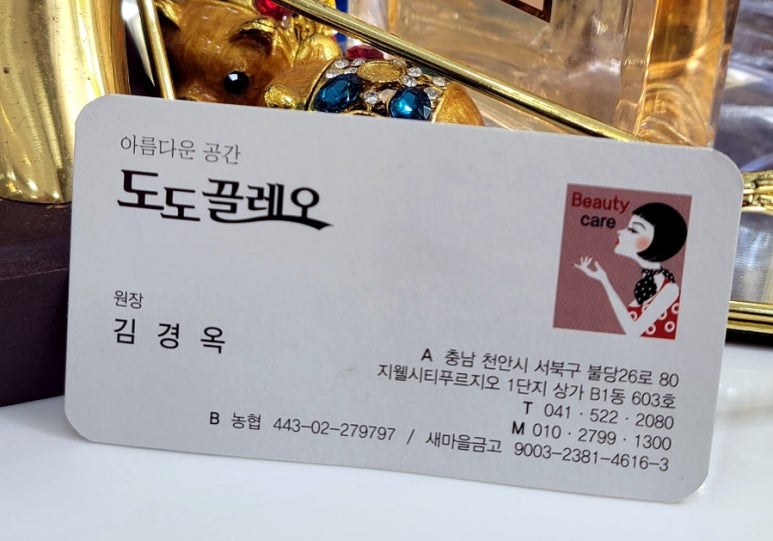 아름다운 공간
도도끌레오
Beauty
care
원장
김 경 옥
A 충남 천안시 서북구 불당26로 80
지웰시티푸르지오 1단지 상가 B1동 603호
T 041 · 522 · 2080
M 010 · 2799 · 1300
B 농협 443-02-279797 / 새마을금고 9003-2381-4616-3